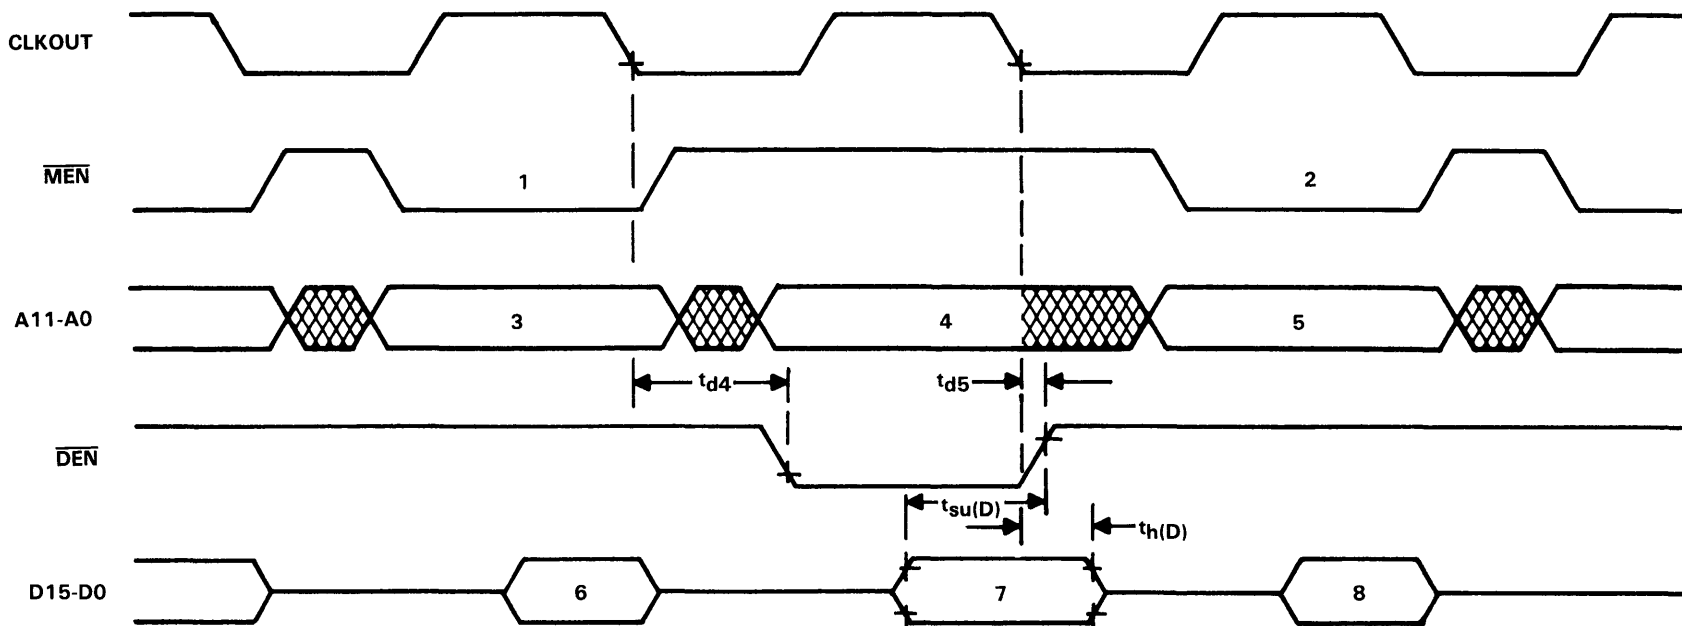 CLKOUT
MEN
1
2
A11-A0
3
4
5
td4
td5
DEN
tsu(D)
th(D)
D15-D0
6
7
8